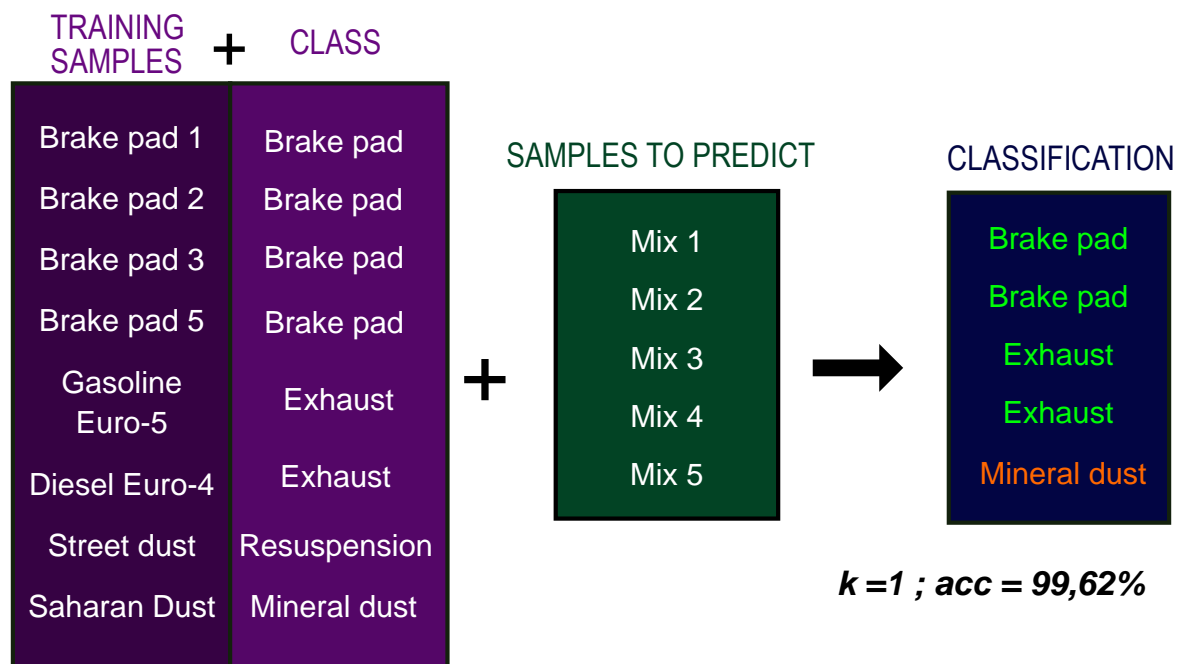 TRAINING
SAMPLES
+
CLASS
Brake pad 1
Brake pad
Brake pad 2
Brake pad
Brake pad 3
Brake pad
Brake pad 5
Brake pad
Gasoline
Euro-5
Exhaust
Diesel Euro-4
Exhaust
Street dust
Resuspension
Saharan Dust
Mineral dust
+
SAMPLES TO PREDICT
Mix 1
Mix 2
Mix 3
Mix 4
Mix 5
CLASSIFICATION
Brake pad
Brake pad
Exhaust
Exhaust
Mineral dust
k =1 ; acc = 99,62%